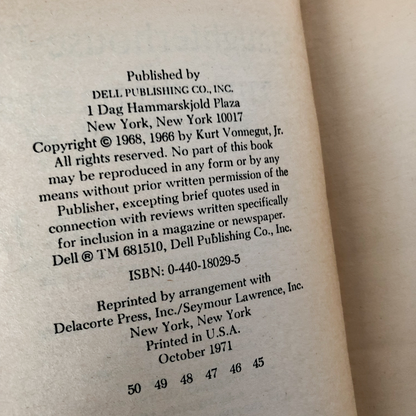 Published by
DELL PUBLISHING CO., INC.
1 Dag Hammarskjold Plaza
New York, New York 10017
Copyright © 1968, 1966 by Kurt Vonnegut, Jr.
All rights reserved. No part of this book
may be reproduced in any form or by any
means without prior written permission of the
Publisher, excepting brief quotes used in
connection with reviews written specifically
for inclusion in a magazine or newspaper.
Dell ® TM 681510, Dell Publishing Co., Inc.
ISBN: 0-440-18029-5
Reprinted by arrangement with
Delacorte Press, Inc./Seymour Lawrence, Inc.
New York, New York
Printed in U.S.A.
October 1971
50 49 48 47 46 45